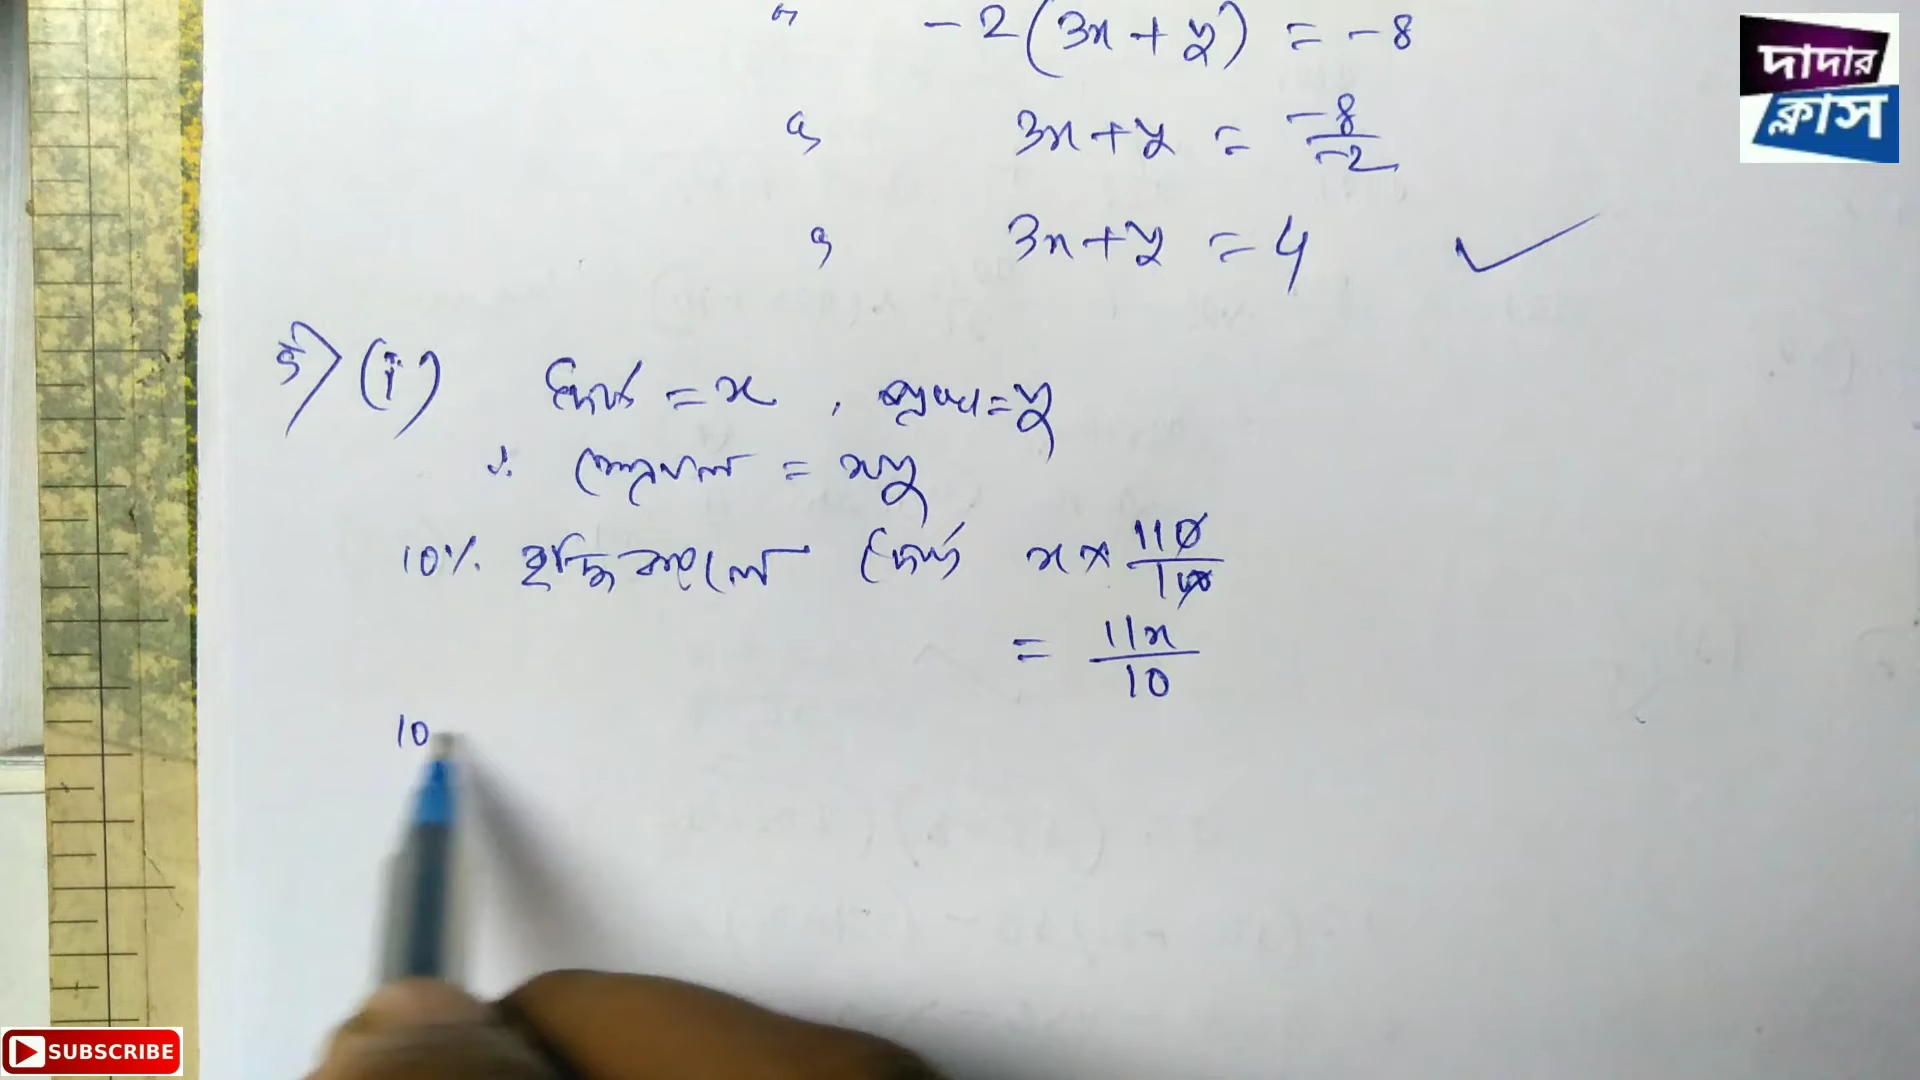 বা, -2(3x+y) = -8
বা, 3x+y = -8/-2
বা, 3x+y = 4 ✓
5) (i) দৈর্ঘ্য = x, প্রস্থ = y
∴ ক্ষেত্রফল = xy
10% বৃদ্ধি করলে দৈর্ঘ্য x × 110/100
= 11x/10
10
দাদার
ক্লাস
SUBSCRIBE